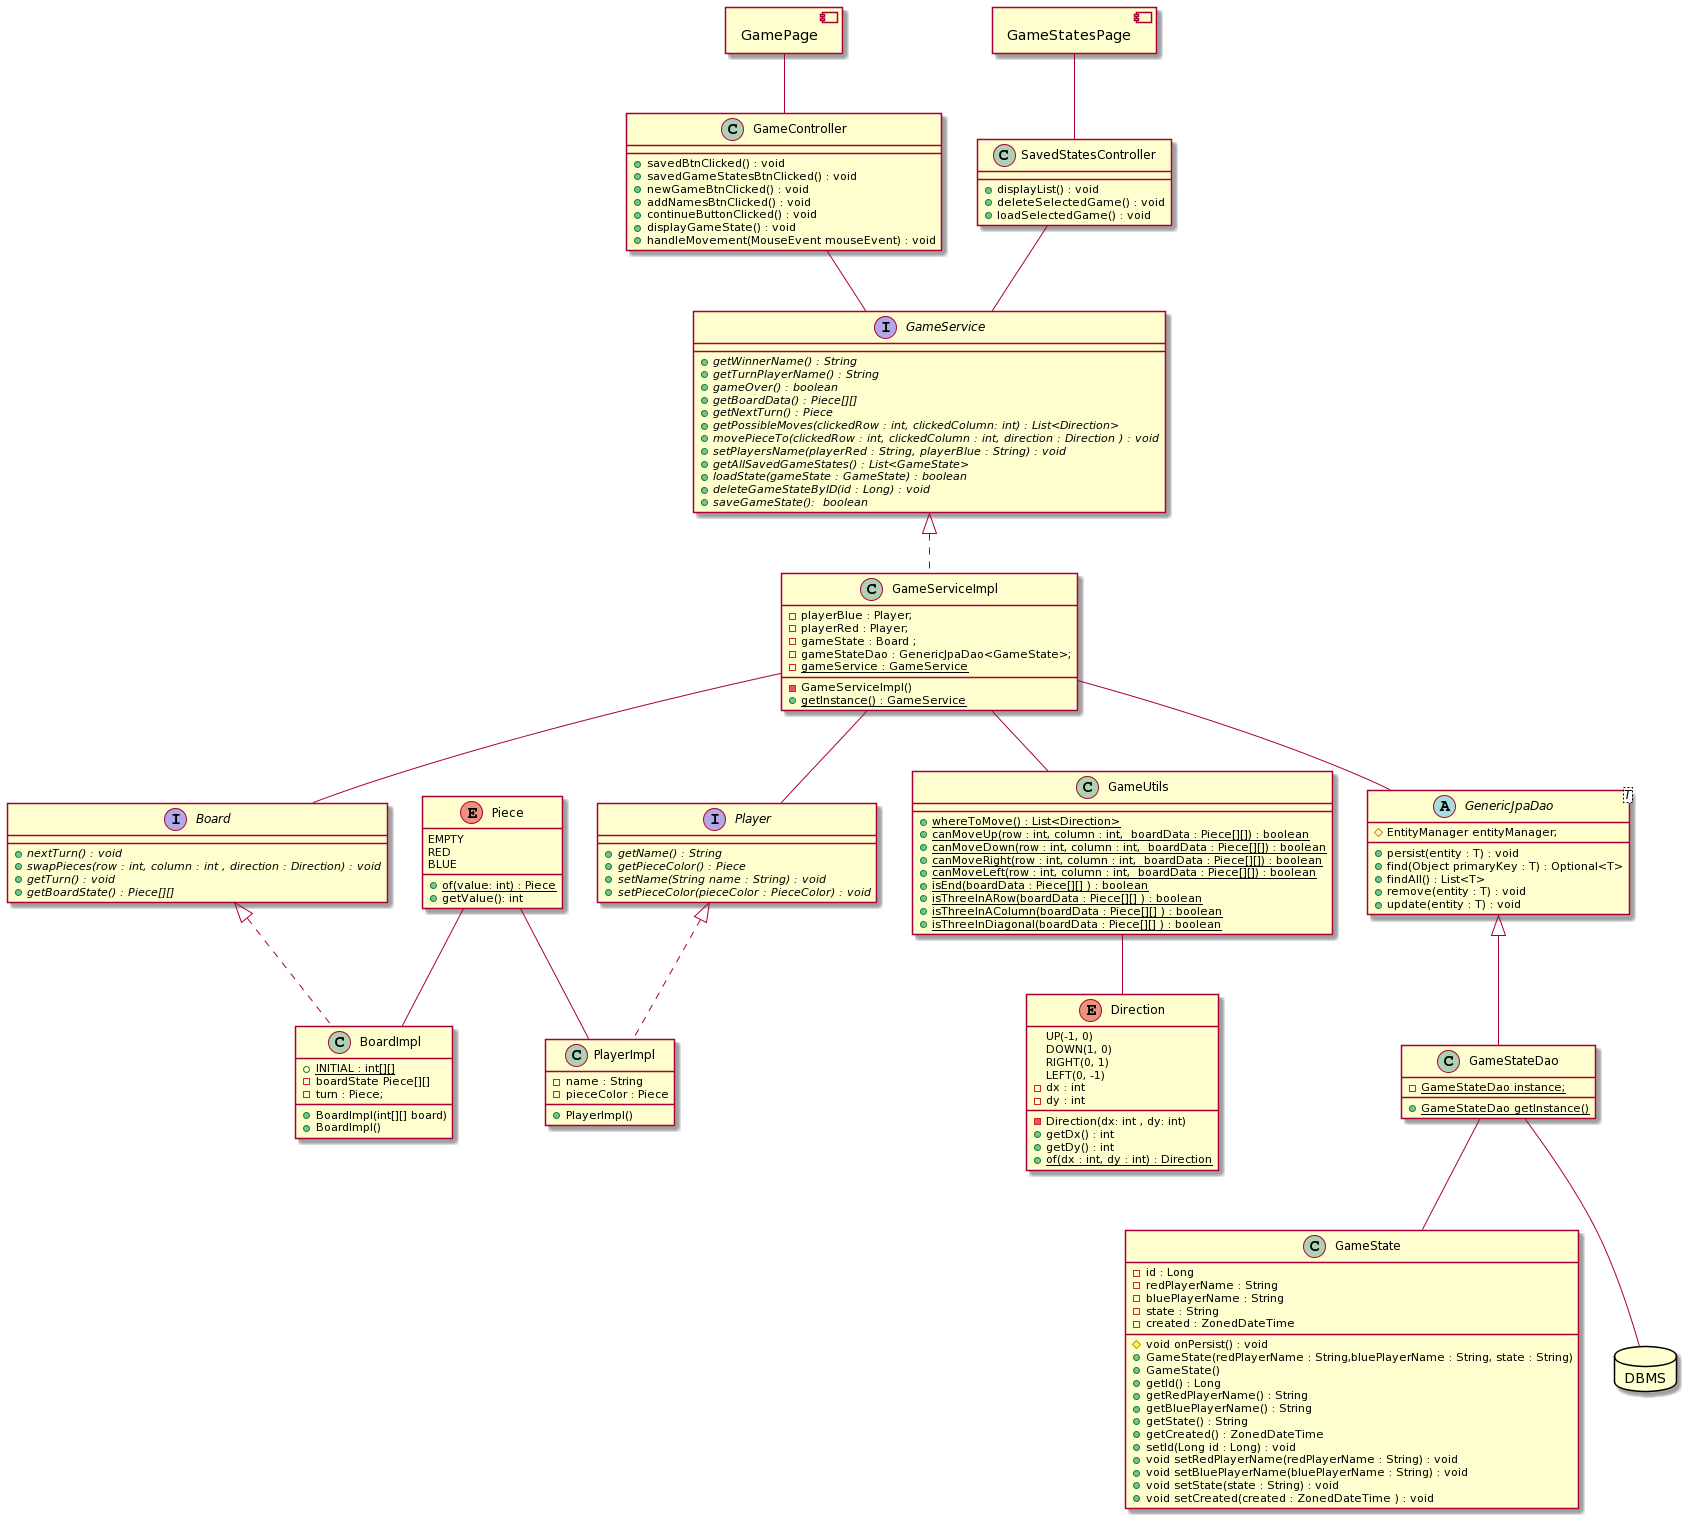 GamePage
GameStatesPage
C GameController
savedBtnClicked() : void
savedGameStatesBtnClicked() : void
newGameBtnClicked() : void
addNamesBtnClicked() : void
continueButtonClicked() : void
displayGameState() : void
handleMovement(MouseEvent mouseEvent) : void
C SavedStatesController
displayList() : void
deleteSelectedGame() : void
loadSelectedGame() : void
I GameService
getWinnerName() : String
getTurnPlayerName() : String
gameOver() : boolean
getBoardData() : Piece[][]
getNextTurn() : Piece
getPossibleMoves(clickedRow : int, clickedColumn: int) : List<Direction>
movePieceTo(clickedRow : int, clickedColumn : int, direction : Direction ) : void
setPlayersName(playerRed : String, playerBlue : String) : void
getAllSavedGameStates() : List<GameState>
loadState(gameState : GameState) : boolean
deleteGameStateByID(id : Long) : void
saveGameState():  boolean
C GameServiceImpl
playerBlue : Player;
playerRed : Player;
gameState : Board ;
gameStateDao : GenericJpaDao<GameState>;
gameService : GameService
GameServiceImpl()
getInstance() : GameService
I Board
nextTurn() : void
swapPieces(row : int, column : int , direction : Direction) : void
getTurn() : void
getBoardState() : Piece[][]
E Piece
EMPTY
RED
BLUE
of(value: int) : Piece
getValue(): int
I Player
getName() : String
getPieceColor() : Piece
setName(String name : String) : void
setPieceColor(pieceColor : PieceColor) : void
C GameUtils
whereToMove() : List<Direction>
canMoveUp(row : int, column : int,  boardData : Piece[][]) : boolean
canMoveDown(row : int, column : int,  boardData : Piece[][]) : boolean
canMoveRight(row : int, column : int,  boardData : Piece[][]) : boolean
canMoveLeft(row : int, column : int,  boardData : Piece[][]) : boolean
isEnd(boardData : Piece[][] ) : boolean
isThreeInARow(boardData : Piece[][] ) : boolean
isThreeInAColumn(boardData : Piece[][] ) : boolean
isThreeInDiagonal(boardData : Piece[][] ) : boolean
A GenericJpaDao T
EntityManager entityManager;
persist(entity : T) : void
find(Object primaryKey : T) : Optional<T>
findAll() : List<T>
remove(entity : T) : void
update(entity : T) : void
C BoardImpl
INITIAL : int[][]
boardState Piece[][]
turn : Piece;
BoardImpl(int[][] board)
BoardImpl()
C PlayerImpl
name : String
pieceColor : Piece
PlayerImpl()
E Direction
UP(-1, 0)
DOWN(1, 0)
RIGHT(0, 1)
LEFT(0, -1)
dx : int
dy : int
Direction(dx: int , dy: int)
getDx() : int
getDy() : int
of(dx : int, dy : int) : Direction
C GameStateDao
GameStateDao instance;
GameStateDao getInstance()
C GameState
id : Long
redPlayerName : String
bluePlayerName : String
state : String
created : ZonedDateTime
void onPersist() : void
GameState(redPlayerName : String,bluePlayerName : String, state : String)
GameState()
getId() : Long
getRedPlayerName() : String
getBluePlayerName() : String
getState() : String
getCreated() : ZonedDateTime
setId(Long id : Long) : void
void setRedPlayerName(redPlayerName : String) : void
void setBluePlayerName(bluePlayerName : String) : void
void setState(state : String) : void
void setCreated(created : ZonedDateTime ) : void
DBMS